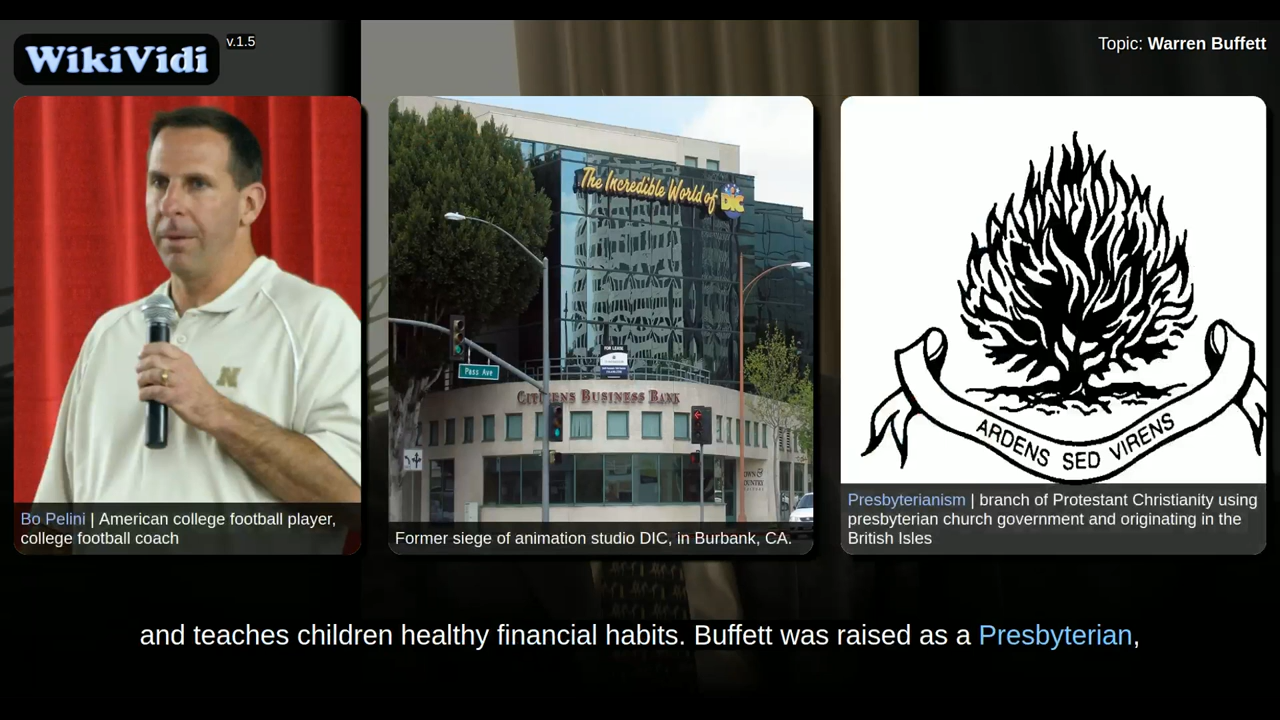 WikiVidi
v.1.5
Topic: Warren Buffett
N
Bo Pelini | American college football player,
college football coach
The Incredible World of DIC
FOR LEASE
Pass Ave
CITIZENS BUSINESS BANK
Former siege of animation studio DIC, in Burbank, CA.
ARDENS SED VIRENS
Presbyterianism | branch of Protestant Christianity using
presbyterian church government and originating in the
British Isles
and teaches children healthy financial habits. Buffett was raised as a Presbyterian,